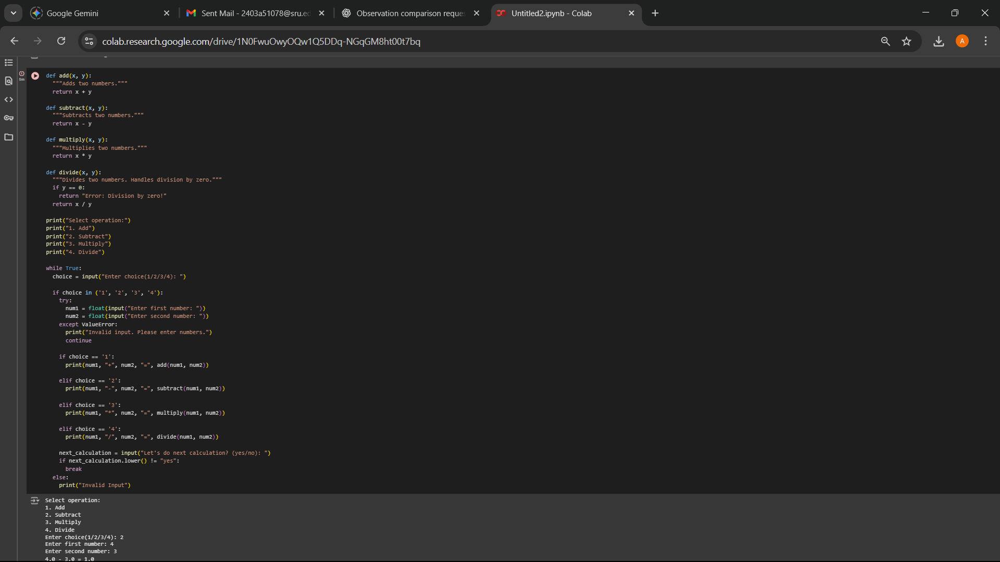 Google Gemini
Sent Mail - 2403a51078@sru.ed
Observation comparison reques
Untitled2.ipynb - Colab
colab.research.google.com/drive/1N0FwuOwyOQw1Q5DDq-NGqGM8ht00t7bq
A
5m
def add(x, y):
"""Adds two numbers."""
return x + y
def subtract(x, y):
"""Subtracts two numbers."""
return x - y
def multiply(x, y):
"""Multiplies two numbers."""
return x * y
def divide(x, y):
"""Divides two numbers. Handles division by zero."""
if y == 0:
return "Error: Division by zero!"
return x / y
print("Select operation:")
print("1. Add")
print("2. Subtract")
print("3. Multiply")
print("4. Divide")
while True:
choice = input("Enter choice(1/2/3/4): ")
if choice in ('1', '2', '3', '4'):
try:
num1 = float(input("Enter first number: "))
num2 = float(input("Enter second number: "))
except ValueError:
print("Invalid input. Please enter numbers.")
continue
if choice == '1':
print(num1, "+", num2, "=", add(num1, num2))
elif choice == '2':
print(num1, "-", num2, "=", subtract(num1, num2))
elif choice == '3':
print(num1, "*", num2, "=", multiply(num1, num2))
elif choice == '4':
print(num1, "/", num2, "=", divide(num1, num2))
next_calculation = input("Let's do next calculation? (yes/no): ")
if next_calculation.lower() != "yes":
break
else:
print("Invalid Input")
Select operation:
1. Add
2. Subtract
3. Multiply
4. Divide
Enter choice(1/2/3/4): 2
Enter first number: 4
Enter second number: 3
4.0 - 3.0 = 1.0